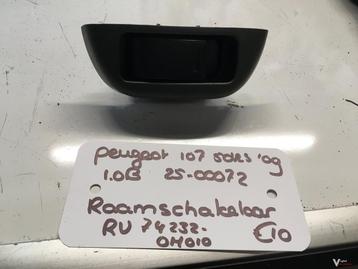 Peugeot 107 5drs '09
1.0B 25-00072
Raamschakelaar
RV 74232- €10
0H010